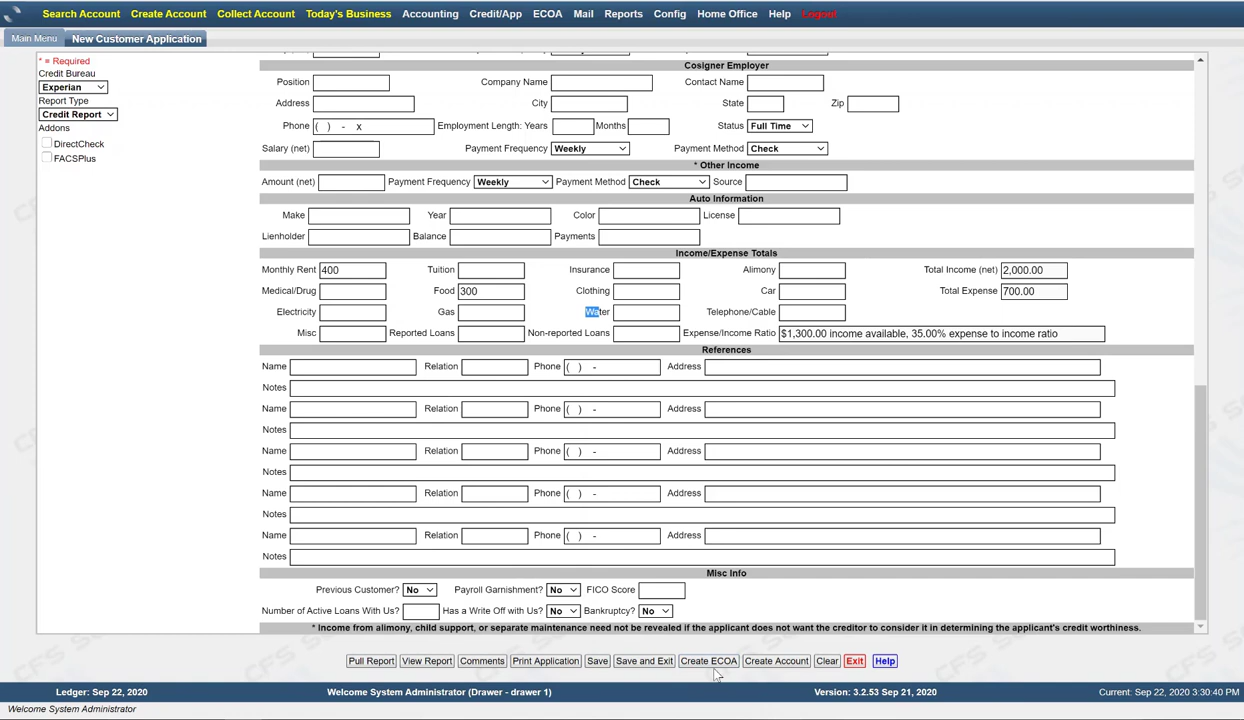 Search Account Create Account Collect Account Today's Business Accounting Credit/App ECOA Mail Reports Config Home Office Help Logout
Main Menu New Customer Application
* = Required
Credit Bureau
Experian
Report Type
Credit Report
Addons
DirectCheck
FACSPlus
Cosigner Employer
Position Company Name Contact Name
Address City State Zip
Phone ( ) - x Employment Length: Years Months Status Full Time
Salary (net) Payment Frequency Weekly Payment Method Check
* Other Income
Amount (net) Payment Frequency Weekly Payment Method Check Source
Auto Information
Make Year Color License
Lienholder Balance Payments
Income/Expense Totals
Monthly Rent 400 Tuition Insurance Alimony Total Income (net) 2,000.00
Medical/Drug Food 300 Clothing Car Total Expense 700.00
Electricity Gas Water Telephone/Cable
Misc Reported Loans Non-reported Loans Expense/Income Ratio $1,300.00 income available, 35.00% expense to income ratio
References
Name Relation Phone ( ) - Address
Notes
Name Relation Phone ( ) - Address
Notes
Name Relation Phone ( ) - Address
Notes
Name Relation Phone ( ) - Address
Notes
Name Relation Phone ( ) - Address
Notes
Misc Info
Previous Customer? No Payroll Garnishment? No FICO Score
Number of Active Loans With Us? Has a Write Off with Us? No Bankruptcy? No
* Income from alimony, child support, or separate maintenance need not be revealed if the applicant does not want the creditor to consider it in determining the applicant's credit worthiness.
Pull Report View Report Comments Print Application Save Save and Exit Create ECOA Create Account Clear Exit Help
Ledger: Sep 22, 2020 Welcome System Administrator (Drawer - drawer 1) Version: 3.2.53 Sep 21, 2020 Current: Sep 22, 2020 3:30:40 PM
Welcome System Administrator